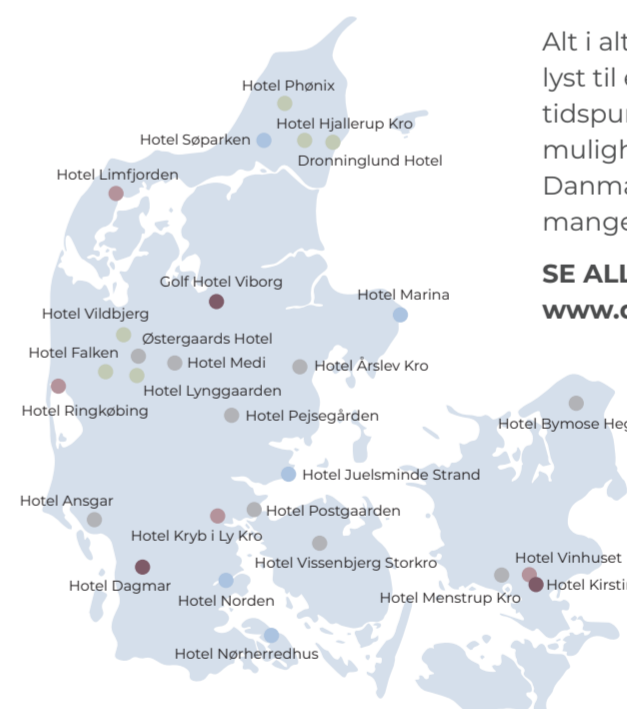 Alt i alt
lyst til
tidspu
muligh
Danma
mange
SE ALL
www.
Hotel Phønix
Hotel Hjallerup Kro
Hotel Søparken
Dronninglund Hotel
Hotel Limfjorden
Golf Hotel Viborg
Hotel Marina
Hotel Vildbjerg
Østergaards Hotel
Hotel Falken
Hotel Medi
Hotel Årslev Kro
Hotel Lynggaarden
Hotel Ringkøbing
Hotel Pejsegården
Hotel Bymose Heg
Hotel Juelsminde Strand
Hotel Ansgar
Hotel Postgaarden
Hotel Kryb i Ly Kro
Hotel Vissenbjerg Storkro
Hotel Vinhuset
Hotel Dagmar
Hotel Kirsti
Hotel Norden
Hotel Menstrup Kro
Hotel Nørherredhus